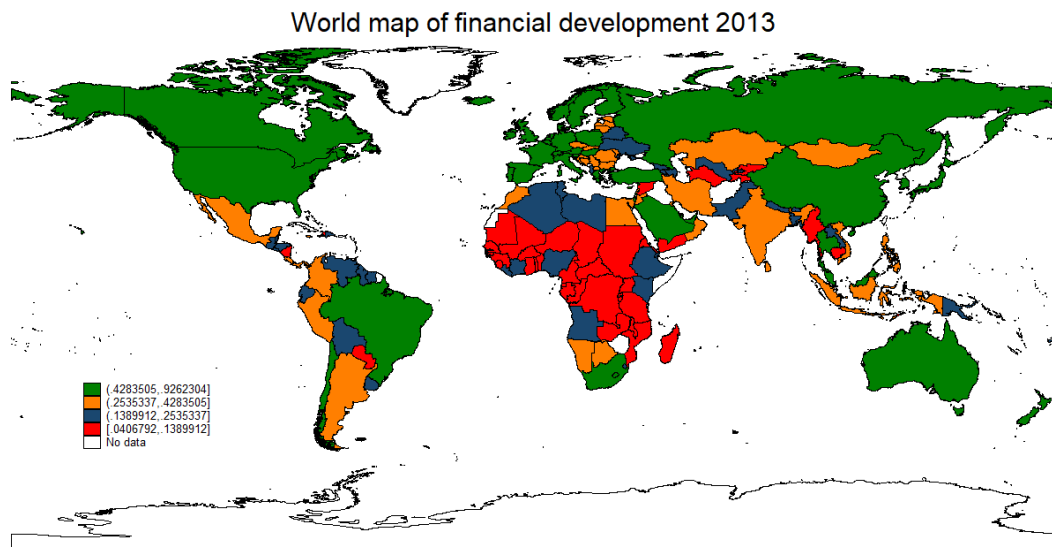 World map of financial development 2013
(.4283505,.9262304]
(.2535337,.4283505]
(.1389912,.2535337]
[.0406792,.1389912]
No data